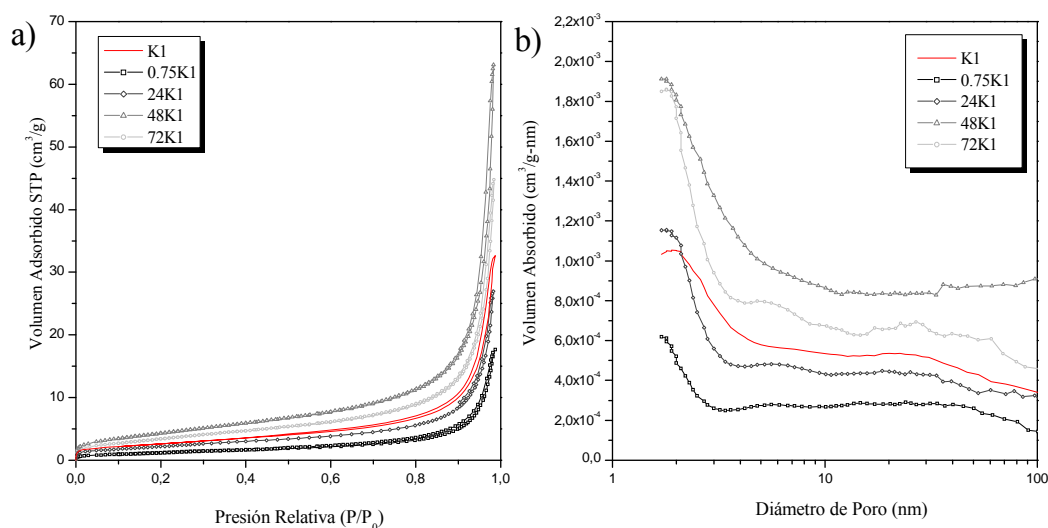 a)
70
60
50
40
30
20
10
0
Volumen Adsorbido STP (cm³/g)
K1
0.75K1
24K1
48K1
72K1
0,0 0,2 0,4 0,6 0,8 1,0
Presión Relativa (P/P₀)
b)
2,2x10⁻³
2,0x10⁻³
1,8x10⁻³
1,6x10⁻³
1,4x10⁻³
1,2x10⁻³
1,0x10⁻³
8,0x10⁻⁴
6,0x10⁻⁴
4,0x10⁻⁴
2,0x10⁻⁴
0,0
Volumen Absorbido (cm³/g-nm)
K1
0.75K1
24K1
48K1
72K1
1 10 100
Diámetro de Poro (nm)